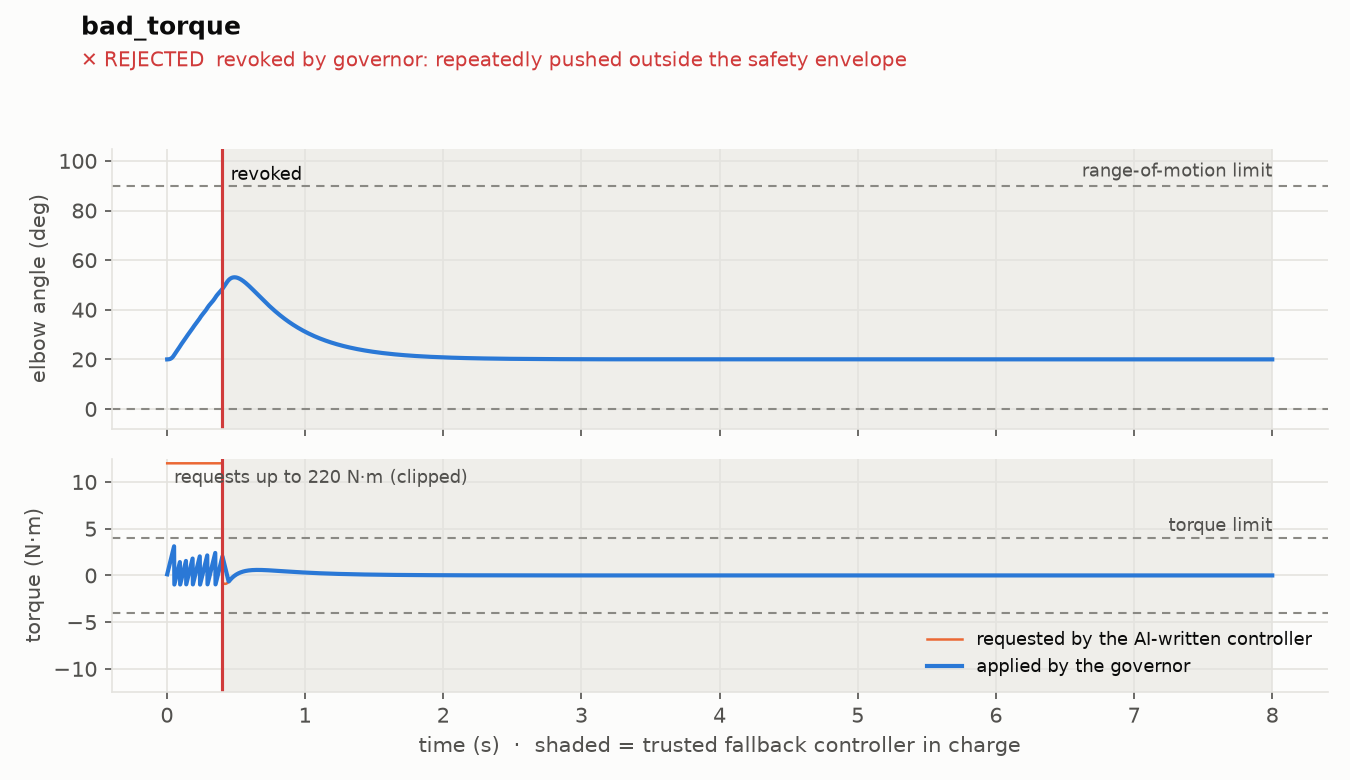 bad_torque
✕ REJECTED  revoked by governor: repeatedly pushed outside the safety envelope
elbow angle (deg)
100
80
60
40
20
0
revoked
range-of-motion limit
torque (N·m)
10
5
0
−5
−10
requests up to 220 N·m (clipped)
torque limit
requested by the AI-written controller
applied by the governor
0 1 2 3 4 5 6 7 8
time (s)  ·  shaded = trusted fallback controller in charge